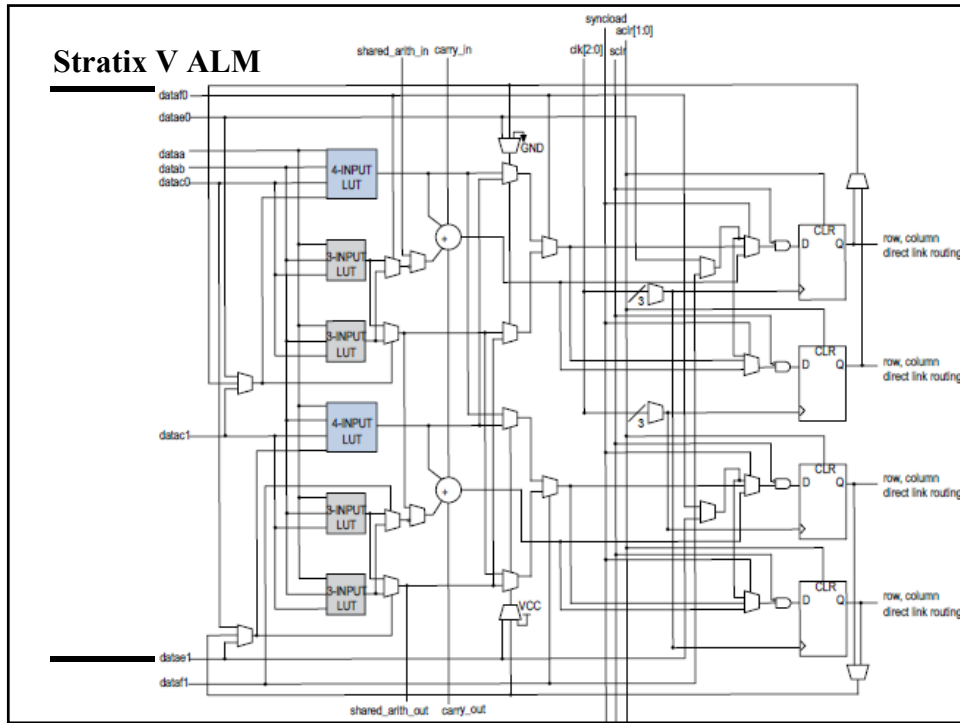 Stratix V ALM
syncload
aclr[1:0]
shared_arith_in
carry_in
clk[2:0]
sclr
dataf0
datae0
dataa
datab
datac0
GND
4-INPUT
LUT
CLR
D
Q
row, column
direct link routing
+
3-INPUT
LUT
3
3-INPUT
LUT
CLR
D
Q
row, column
direct link routing
4-INPUT
LUT
datac1
3
CLR
D
Q
row, column
direct link routing
+
3-INPUT
LUT
3-INPUT
LUT
CLR
D
Q
row, column
direct link routing
VCC
datae1
dataf1
shared_arith_out
carry_out